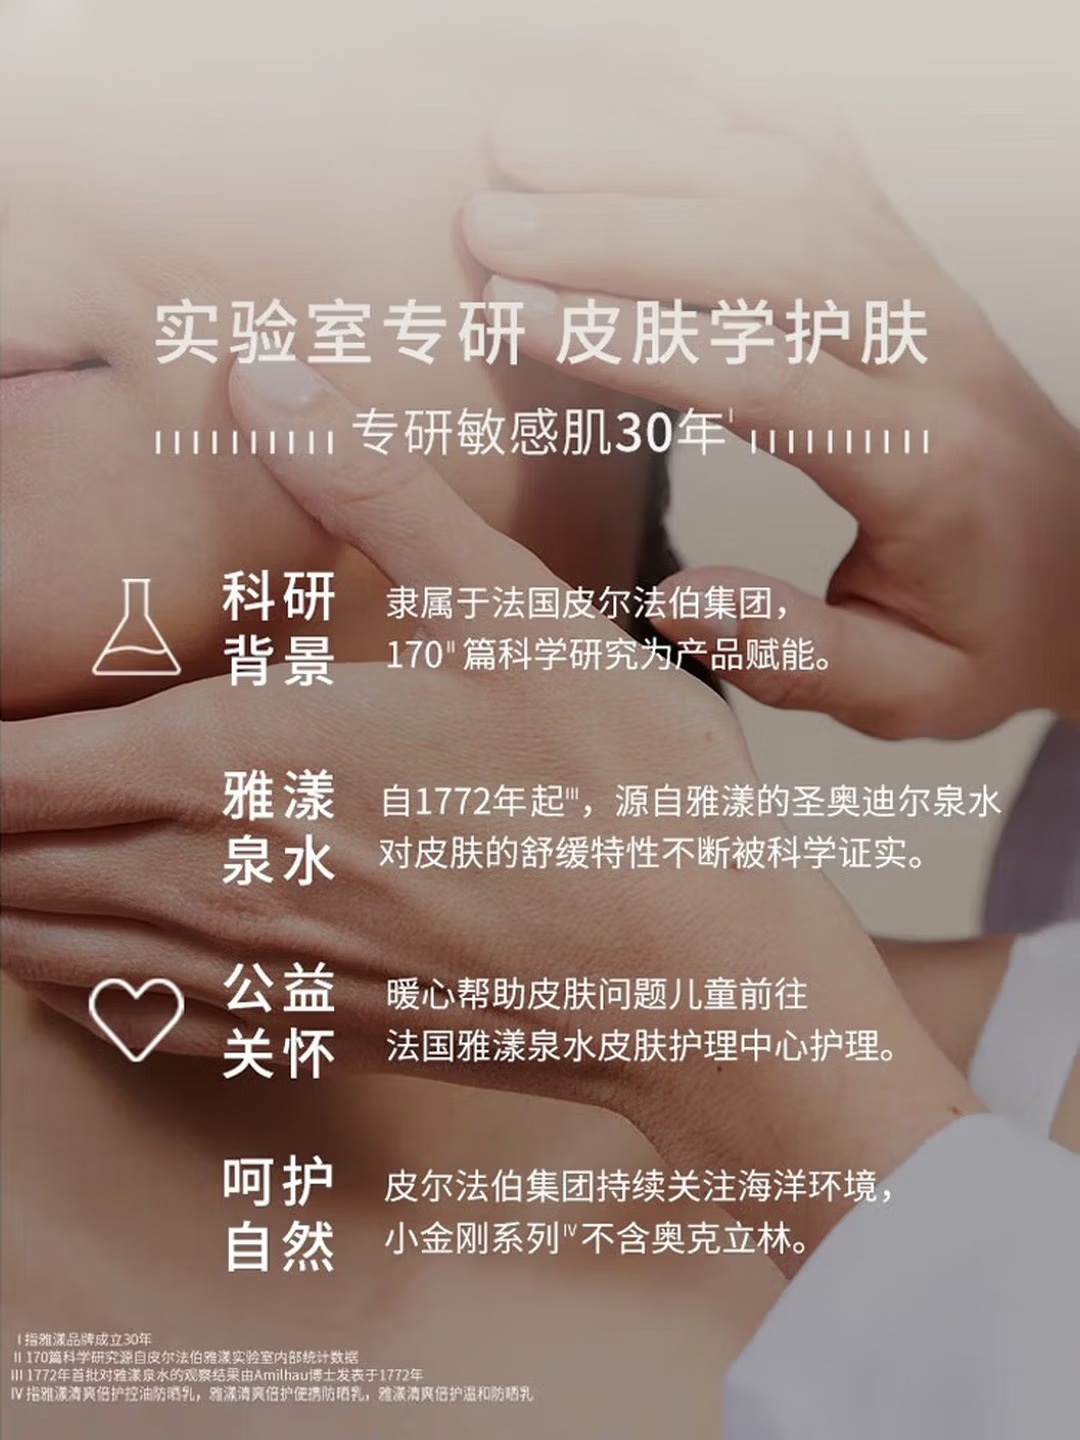 实验室专研 皮肤学护肤
专研敏感肌30年Ⅰ
科研
背景
隶属于法国皮尔法伯集团，
170Ⅱ篇科学研究为产品赋能。
雅漾
泉水
自1772年起Ⅲ，源自雅漾的圣奥迪尔泉水
对皮肤的舒缓特性不断被科学证实。
公益
关怀
暖心帮助皮肤问题儿童前往
法国雅漾泉水皮肤护理中心护理。
呵护
自然
皮尔法伯集团持续关注海洋环境，
小金刚系列Ⅳ不含奥克立林。
Ⅰ 指雅漾品牌成立30年
Ⅱ 170篇科学研究源自皮尔法伯雅漾实验室内部统计数据
Ⅲ 1772年首批对雅漾泉水的观察结果由Amilhau博士发表于1772年
Ⅳ 指雅漾清爽倍护控油防晒乳，雅漾清爽倍护便携防晒乳，雅漾清爽倍护温和防晒乳